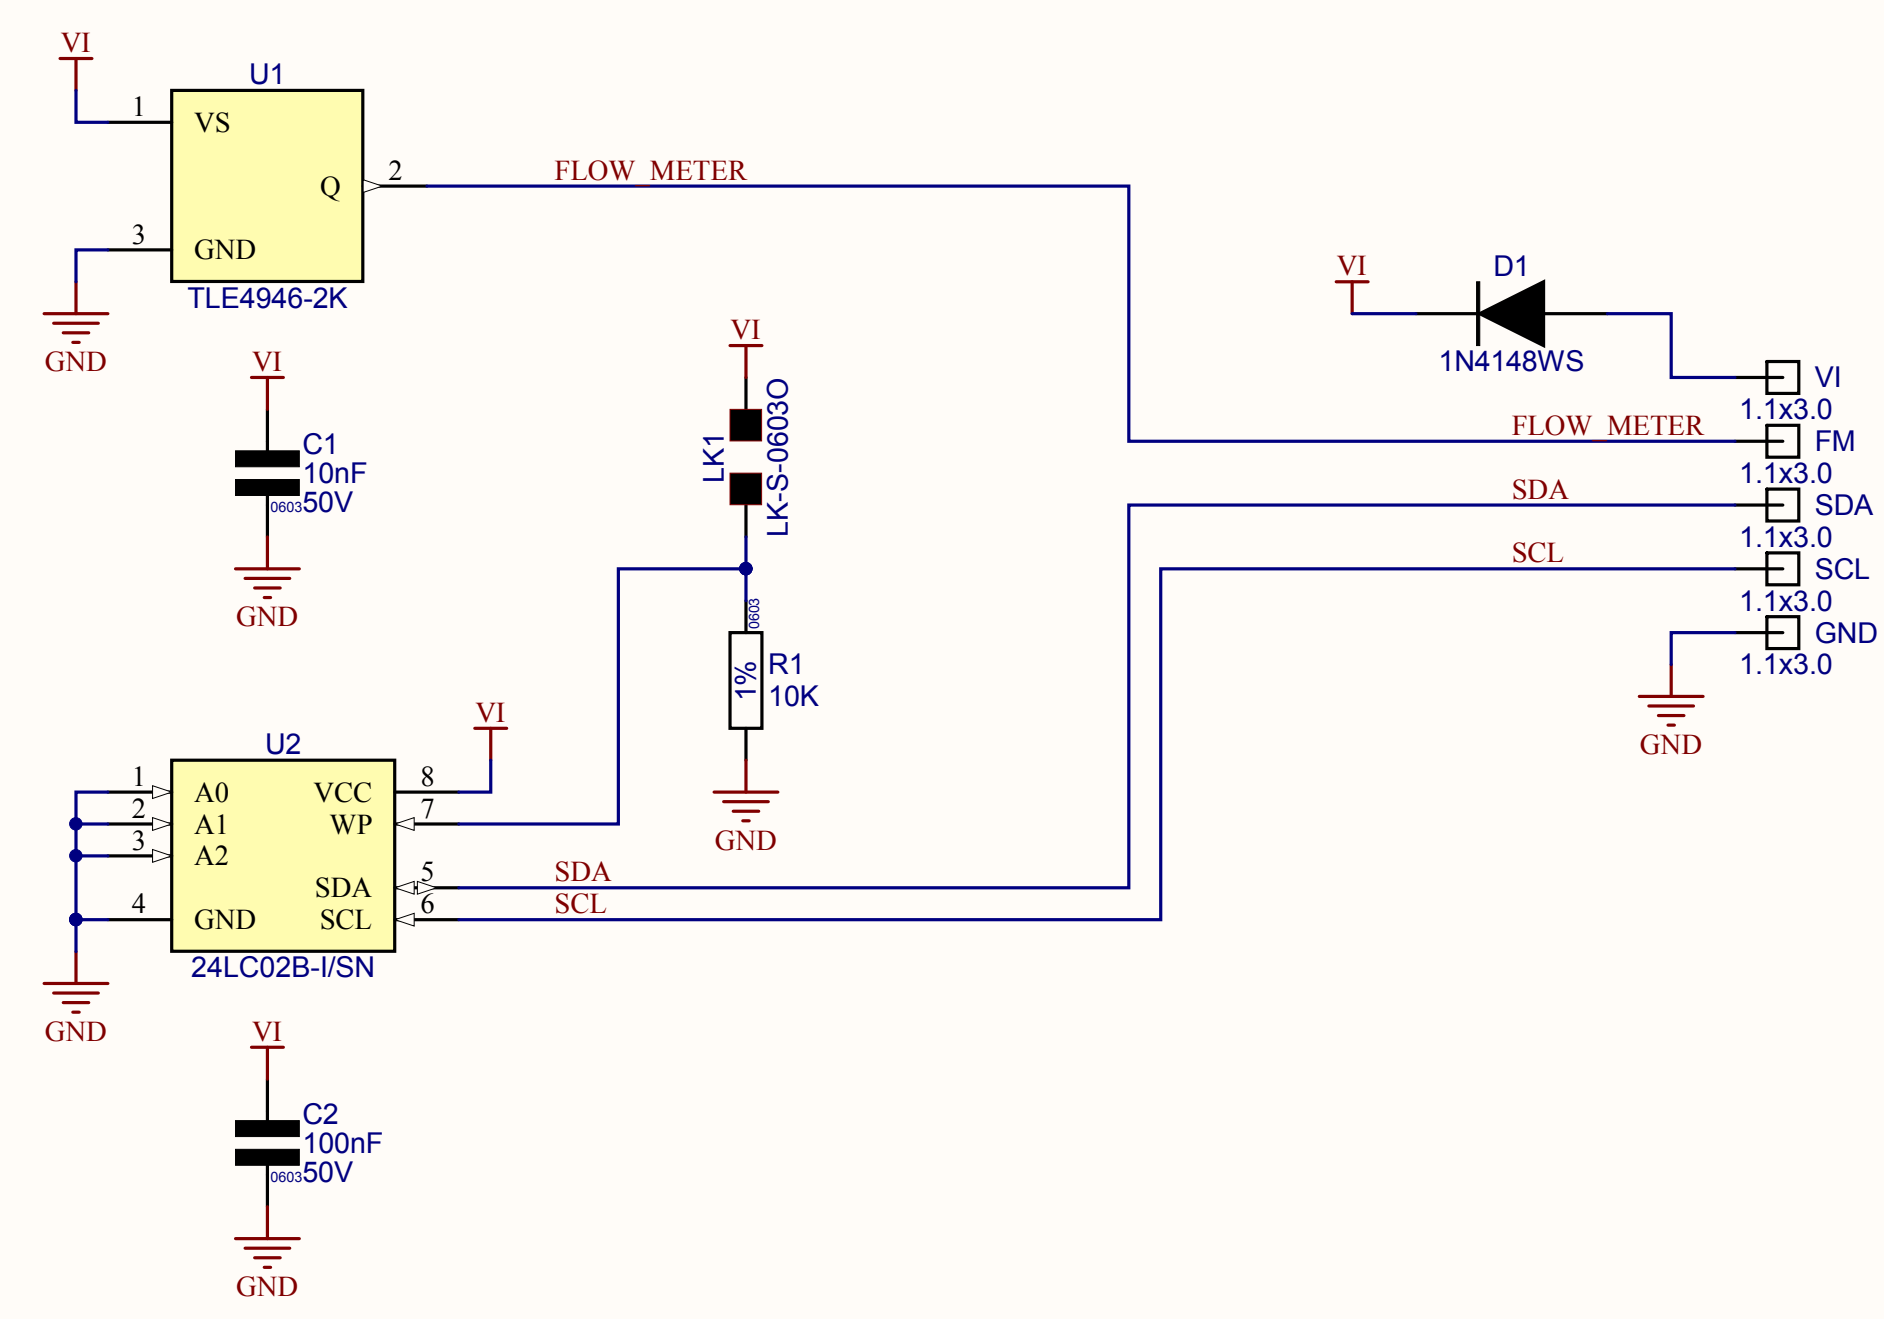 VI
U1
1
VS
2
Q
3
GND
TLE4946-2K
GND
FLOW_METER
VI
C1
10nF
50V
0603
GND
VI
LK1
LK-S-0603O
0603
1%
R1
10K
GND
VI
D1
1N4148WS
VI
1.1x3.0
FLOW_METER
FM
1.1x3.0
SDA
SDA
1.1x3.0
SCL
SCL
1.1x3.0
GND
1.1x3.0
GND
VI
U2
1
A0
VCC
8
2
A1
WP
7
3
A2
SDA
5
SDA
4
GND
SCL
6
SCL
24LC02B-I/SN
GND
VI
C2
100nF
50V
0603
GND